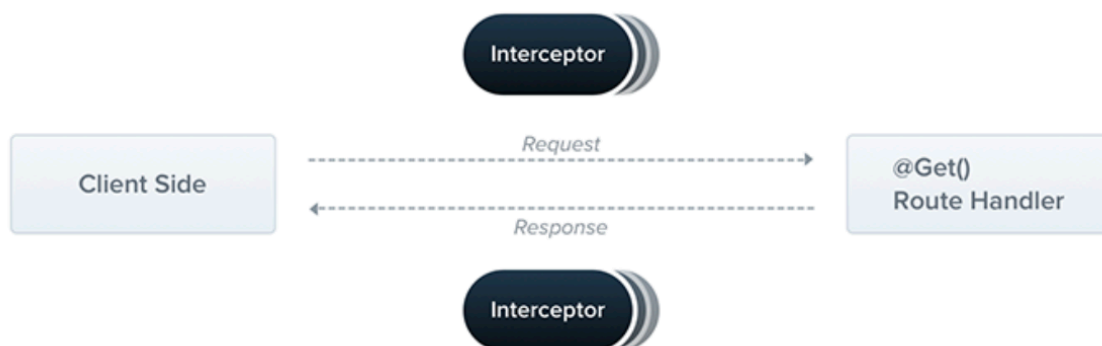 Interceptor
Request
Client Side
@Get()
Route Handler
Response
Interceptor